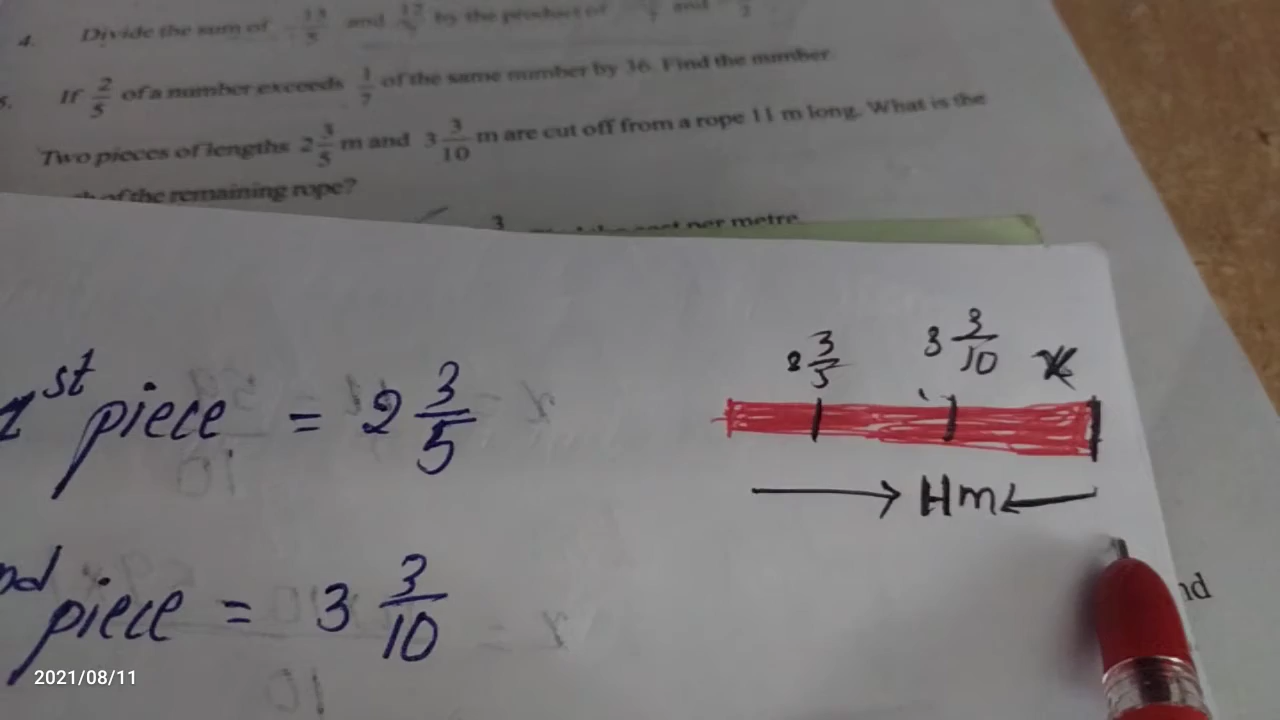 4. Divide the sum of and by the product of and
5. If 2/5 of a number exceeds 1/7 of the same number by 36. Find the number.
Two pieces of lengths 2 3/5 m and 3 3/10 m are cut off from a rope 11 m long. What is the
of the remaining rope?
3 per metre
1st piece = 2 3/5
piece = 3 3/10
3/5 3 3/10 x
11m
nd
2021/08/11